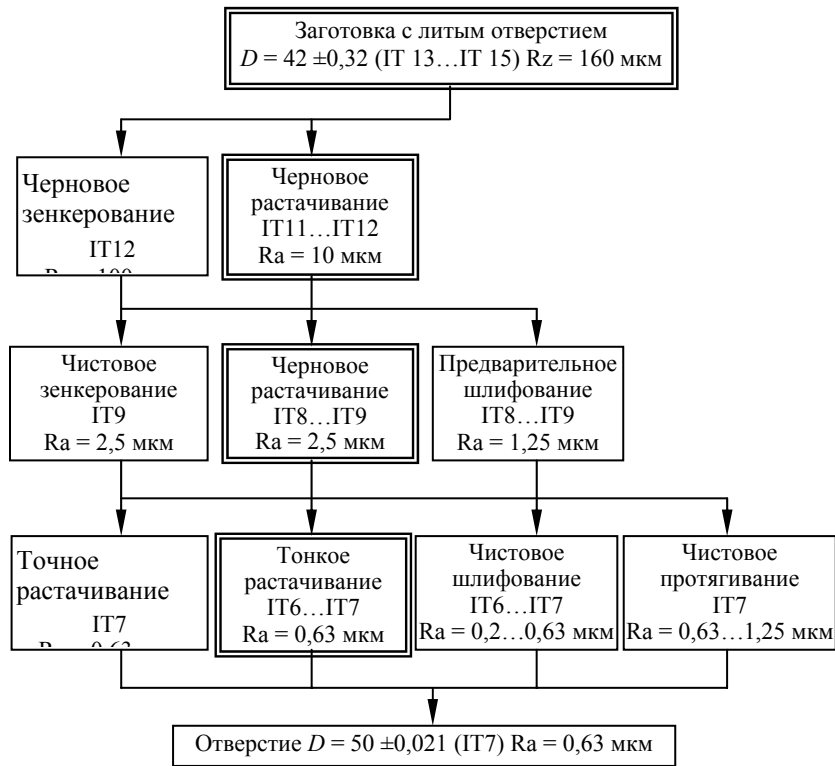 Заготовка с литым отверстием
D = 42 ±0,32 (IT 13…IT 15) Rz = 160 мкм
Черновое
зенкерование
IT12
Черновое
растачивание
IT11…IT12
Ra = 10 мкм
Чистовое
зенкерование
IT9
Ra = 2,5 мкм
Черновое
растачивание
IT8…IT9
Ra = 2,5 мкм
Предварительное
шлифование
IT8…IT9
Ra = 1,25 мкм
Точное
растачивание
IT7
Тонкое
растачивание
IT6…IT7
Ra = 0,63 мкм
Чистовое
шлифование
IT6…IT7
Ra = 0,2…0,63 мкм
Чистовое
протягивание
IT7
Ra = 0,63…1,25 мкм
Отверстие D = 50 ±0,021 (IT7) Ra = 0,63 мкм